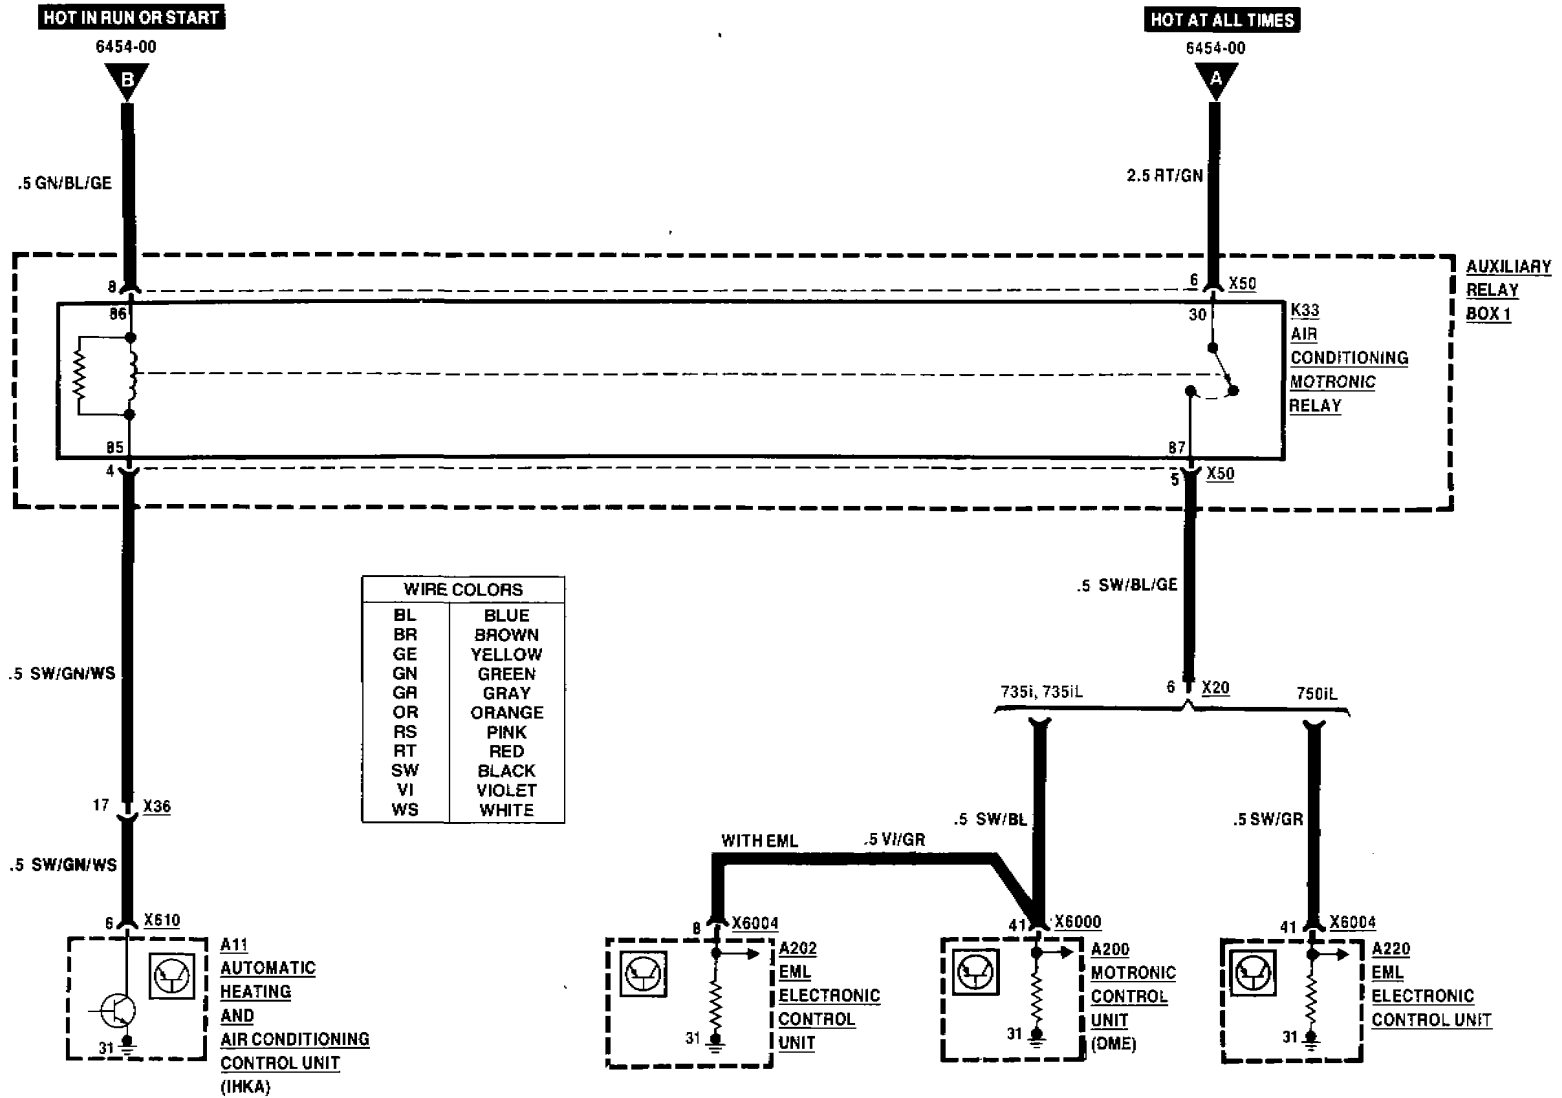 HOT IN RUN OR START
6454-00
B
HOT AT ALL TIMES
6454-00
A
.5 GN/BL/GE
2.5 RT/GN
AUXILIARY
RELAY
BOX 1
8
6 X50
86
30
K33
AIR
CONDITIONING
MOTRONIC
RELAY
85
87
4
5 X50
.5 SW/BL/GE
WIRE COLORS
BL BLUE
BR BROWN
GE YELLOW
GN GREEN
GR GRAY
OR ORANGE
RS PINK
RT RED
SW BLACK
VI VIOLET
WS WHITE
.5 SW/GN/WS
6 X20
735i, 735iL
750iL
17 X36
.5 SW/BL
.5 SW/GR
WITH EML
.5 VI/GR
.5 SW/GN/WS
6 X610
8 X6004
41 X6000
41 X6004
A11
AUTOMATIC
HEATING
AND
AIR CONDITIONING
CONTROL UNIT
(IHKA)
31
A202
EML
ELECTRONIC
CONTROL
UNIT
31
A200
MOTRONIC
CONTROL
UNIT
(DME)
31
A220
EML
ELECTRONIC
CONTROL UNIT
31